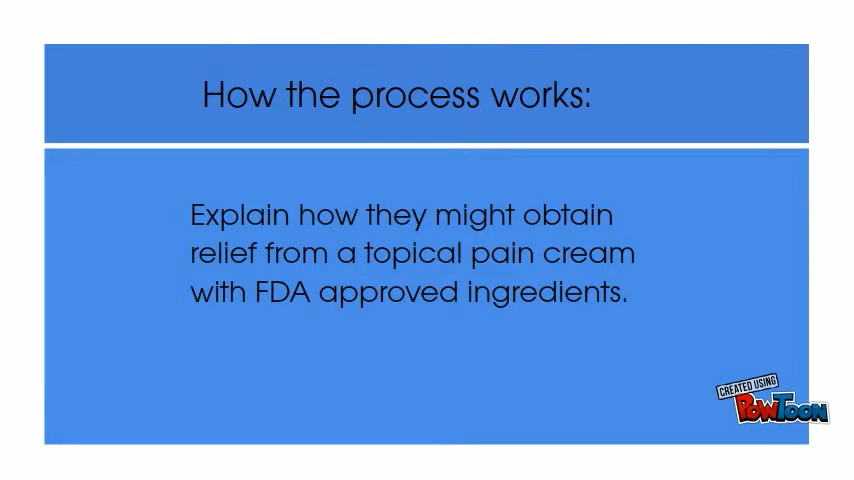 How the process works:
Explain how they might obtain
relief from a topical pain cream
with FDA approved ingredients.
CREATED USING
POWTOON